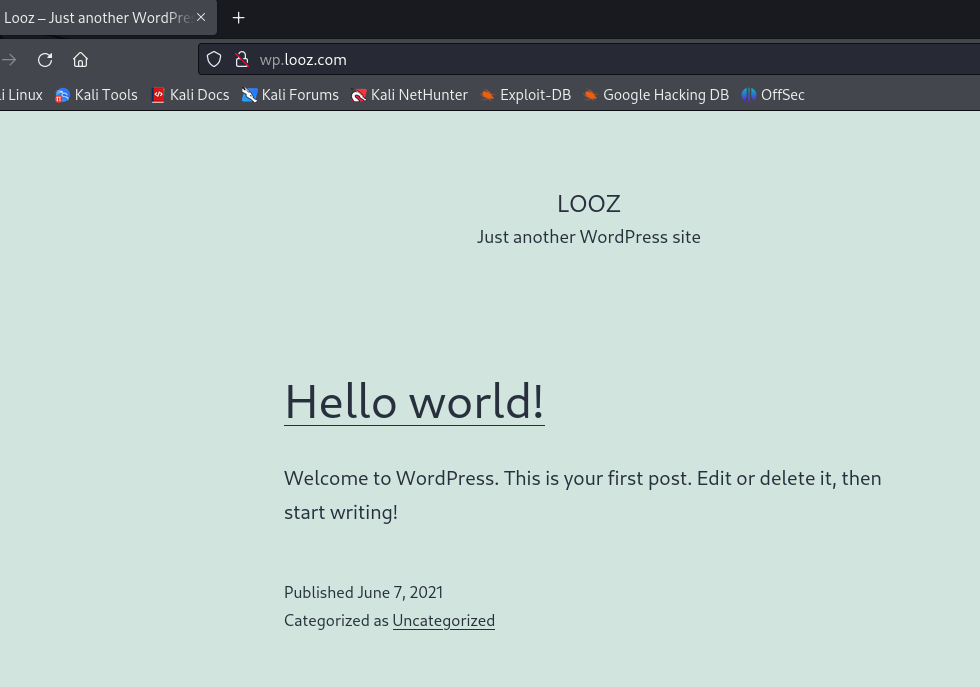 Looz – Just another WordPre
wp.looz.com
i Linux Kali Tools Kali Docs Kali Forums Kali NetHunter Exploit-DB Google Hacking DB OffSec
LOOZ
Just another WordPress site
Hello world!
Welcome to WordPress. This is your first post. Edit or delete it, then
start writing!
Published June 7, 2021
Categorized as Uncategorized